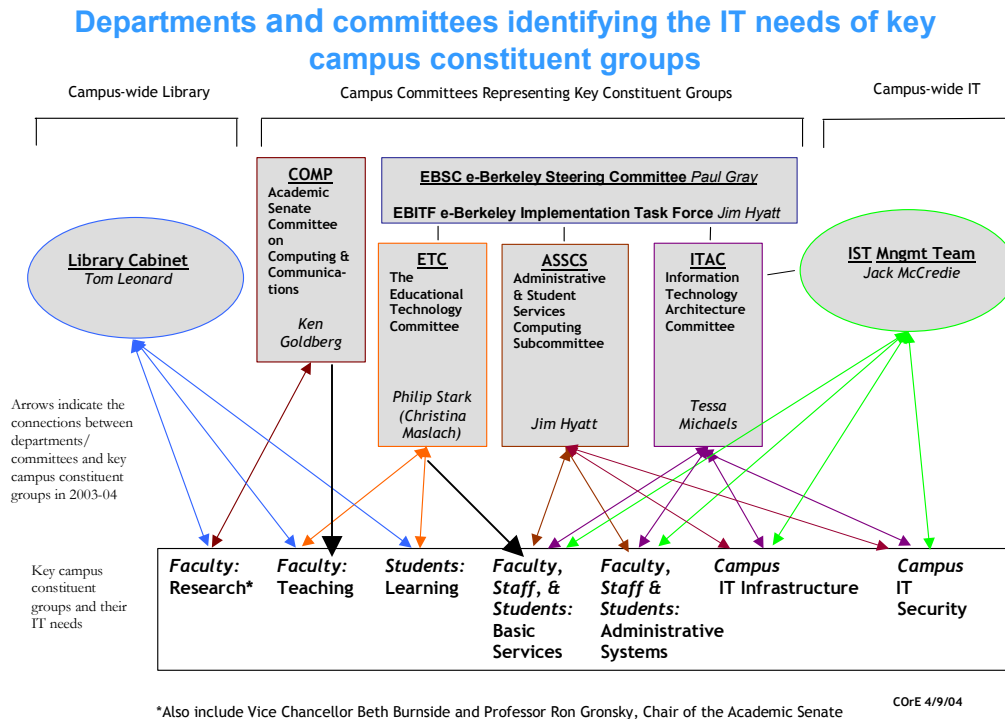 Departments and committees identifying the IT needs of key
campus constituent groups
Campus-wide Library
Campus Committees Representing Key Constituent Groups
Campus-wide IT
COMP
Academic
Senate
Committee
on
Computing &
Communica-
tions
Ken
Goldberg
EBSC e-Berkeley Steering Committee Paul Gray
EBITF e-Berkeley Implementation Task Force Jim Hyatt
Library Cabinet
Tom Leonard
ETC
The
Educational
Technology
Committee
Philip Stark
(Christina
Maslach)
ASSCS
Administrative
& Student
Services
Computing
Subcommittee
Jim Hyatt
ITAC
Information
Technology
Architecture
Committee
Tessa
Michaels
IST Mngmt Team
Jack McCredie
Arrows indicate the
connections between
departments/
committees and key
campus constituent
groups in 2003-04
Key campus
constituent
groups and their
IT needs
Faculty:
Research*
Faculty:
Teaching
Students:
Learning
Faculty,
Staff, &
Students:
Basic
Services
Faculty,
Staff &
Students:
Administrative
Systems
Campus
IT Infrastructure
Campus
IT
Security
*Also include Vice Chancellor Beth Burnside and Professor Ron Gronsky, Chair of the Academic Senate
COrE 4/9/04